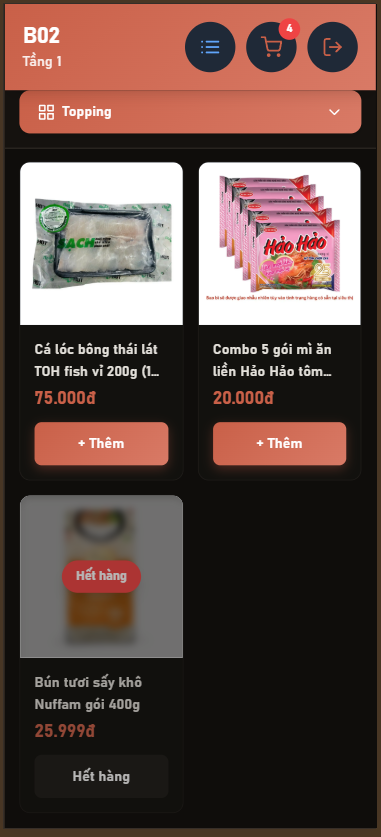 B02
Tầng 1
4
Topping
SẠCH
Hảo Hảo
Cá lóc bông thái lát
TOH fish vỉ 200g (1...
75.000đ
+ Thêm
Combo 5 gói mì ăn
liền Hảo Hảo tôm...
20.000đ
+ Thêm
Hết hàng
Bún tươi sấy khô
Nuffam gói 400g
25.999đ
Hết hàng